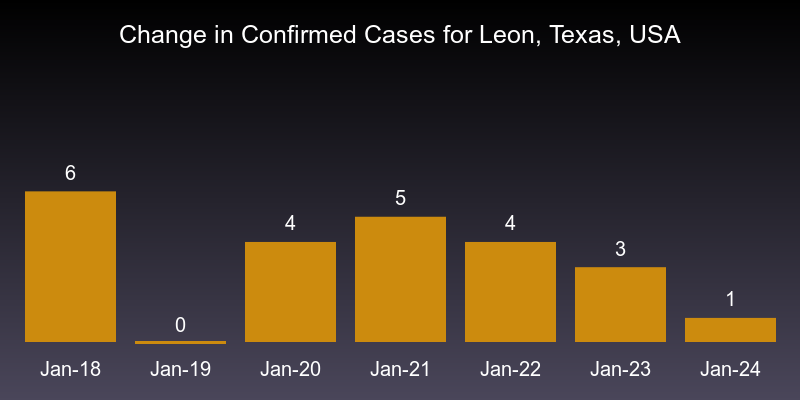 Change in Confirmed Cases for Leon, Texas, USA
6
0
4
5
4
3
1
Jan-18
Jan-19
Jan-20
Jan-21
Jan-22
Jan-23
Jan-24